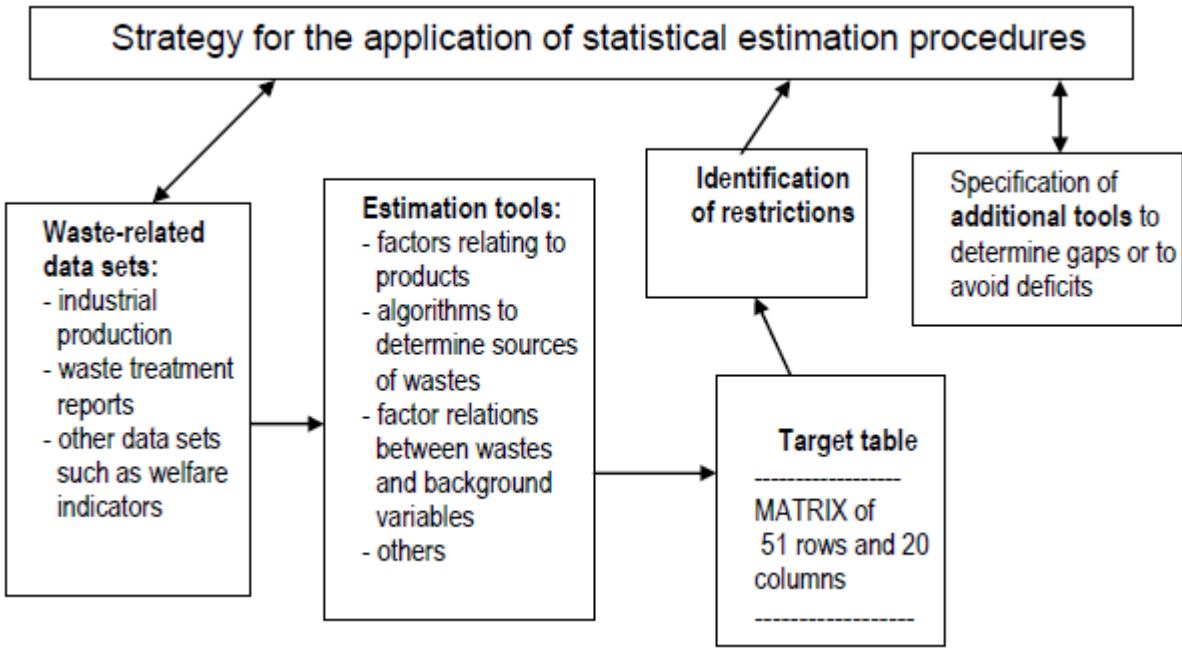 Strategy for the application of statistical estimation procedures
Waste-related
data sets:
- industrial
production
- waste treatment
reports
- other data sets
such as welfare
indicators
Estimation tools:
- factors relating to
products
- algorithms to
determine sources
of wastes
- factor relations
between wastes
and background
variables
- others
Identification
of restrictions
Specification of
additional tools to
determine gaps or to
avoid deficits
Target table
-------------------
MATRIX of
51 rows and 20
columns
--------------------